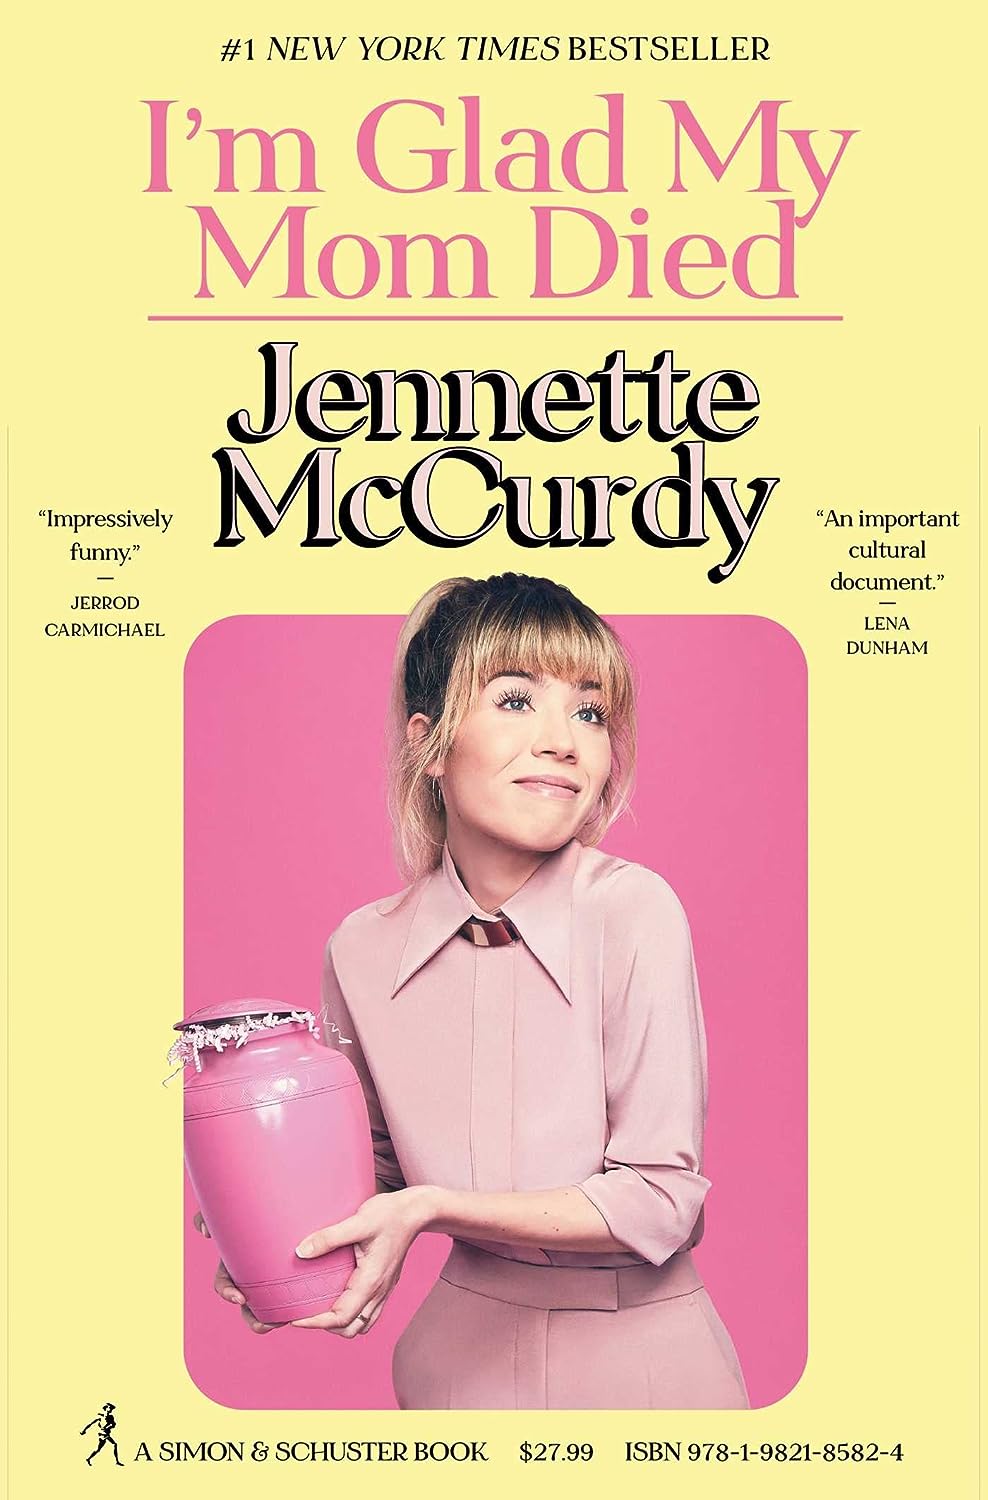 #1 NEW YORK TIMES BESTSELLER
I’m Glad My
Mom Died
Jennette
McCurdy
“Impressively
funny.”
—
JERROD
CARMICHAEL
“An important
cultural
document.”
—
LENA
DUNHAM
A SIMON & SCHUSTER BOOK $27.99 ISBN 978-1-9821-8582-4